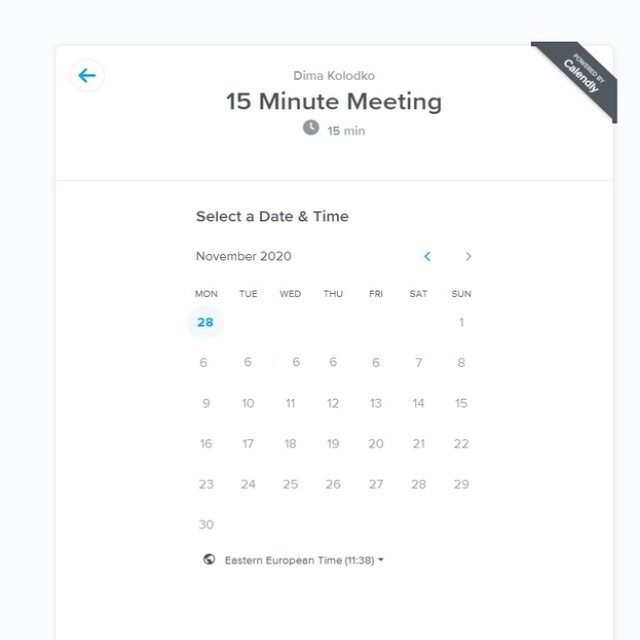 POWERED BY
Calendly
Dima Kolodko
15 Minute Meeting
15 min
Select a Date & Time
November 2020
MON TUE WED THU FRI SAT SUN
28 1
6 6 6 6 6 7 8
9 10 11 12 13 14 15
16 17 18 19 20 21 22
23 24 25 26 27 28 29
30
Eastern European Time (11:38)